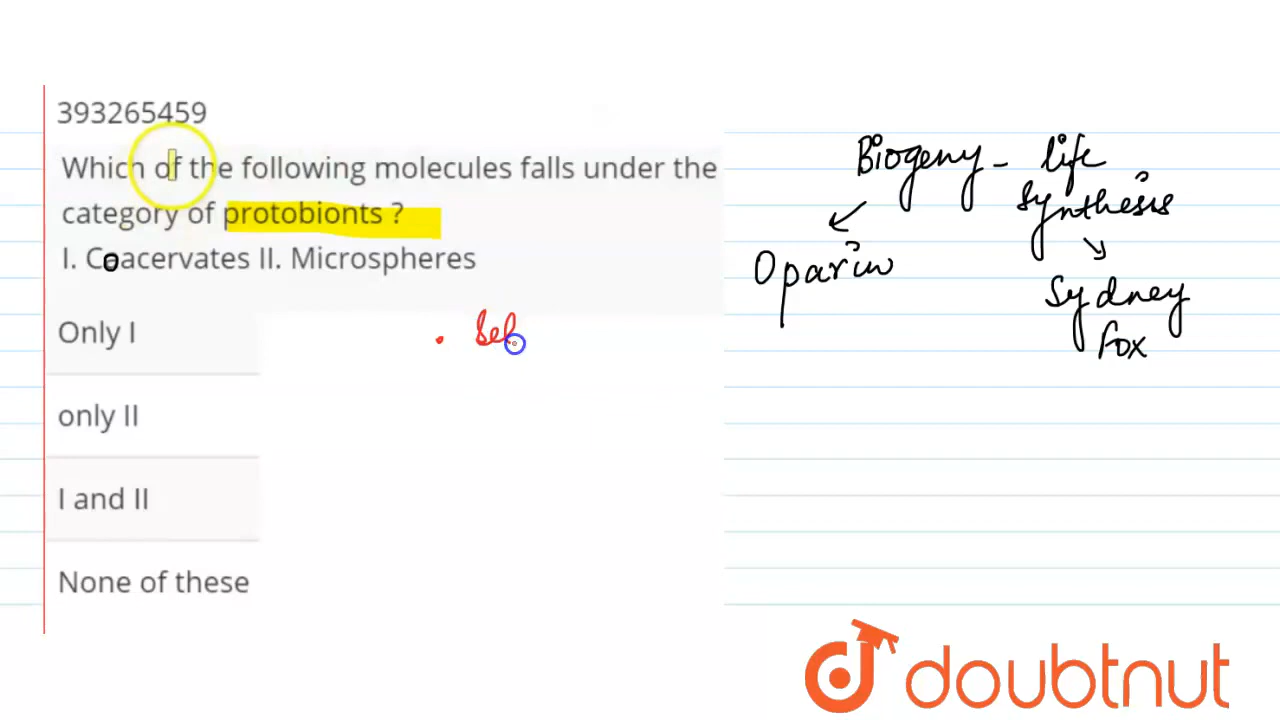 393265459
Which of the following molecules falls under the
category of protobionts ?
I. Coacervates II. Microspheres
Only I
only II
I and II
None of these
. Sel
Biogeny - life
synthesis
Oparin
Sydney
Fox
doubtnut